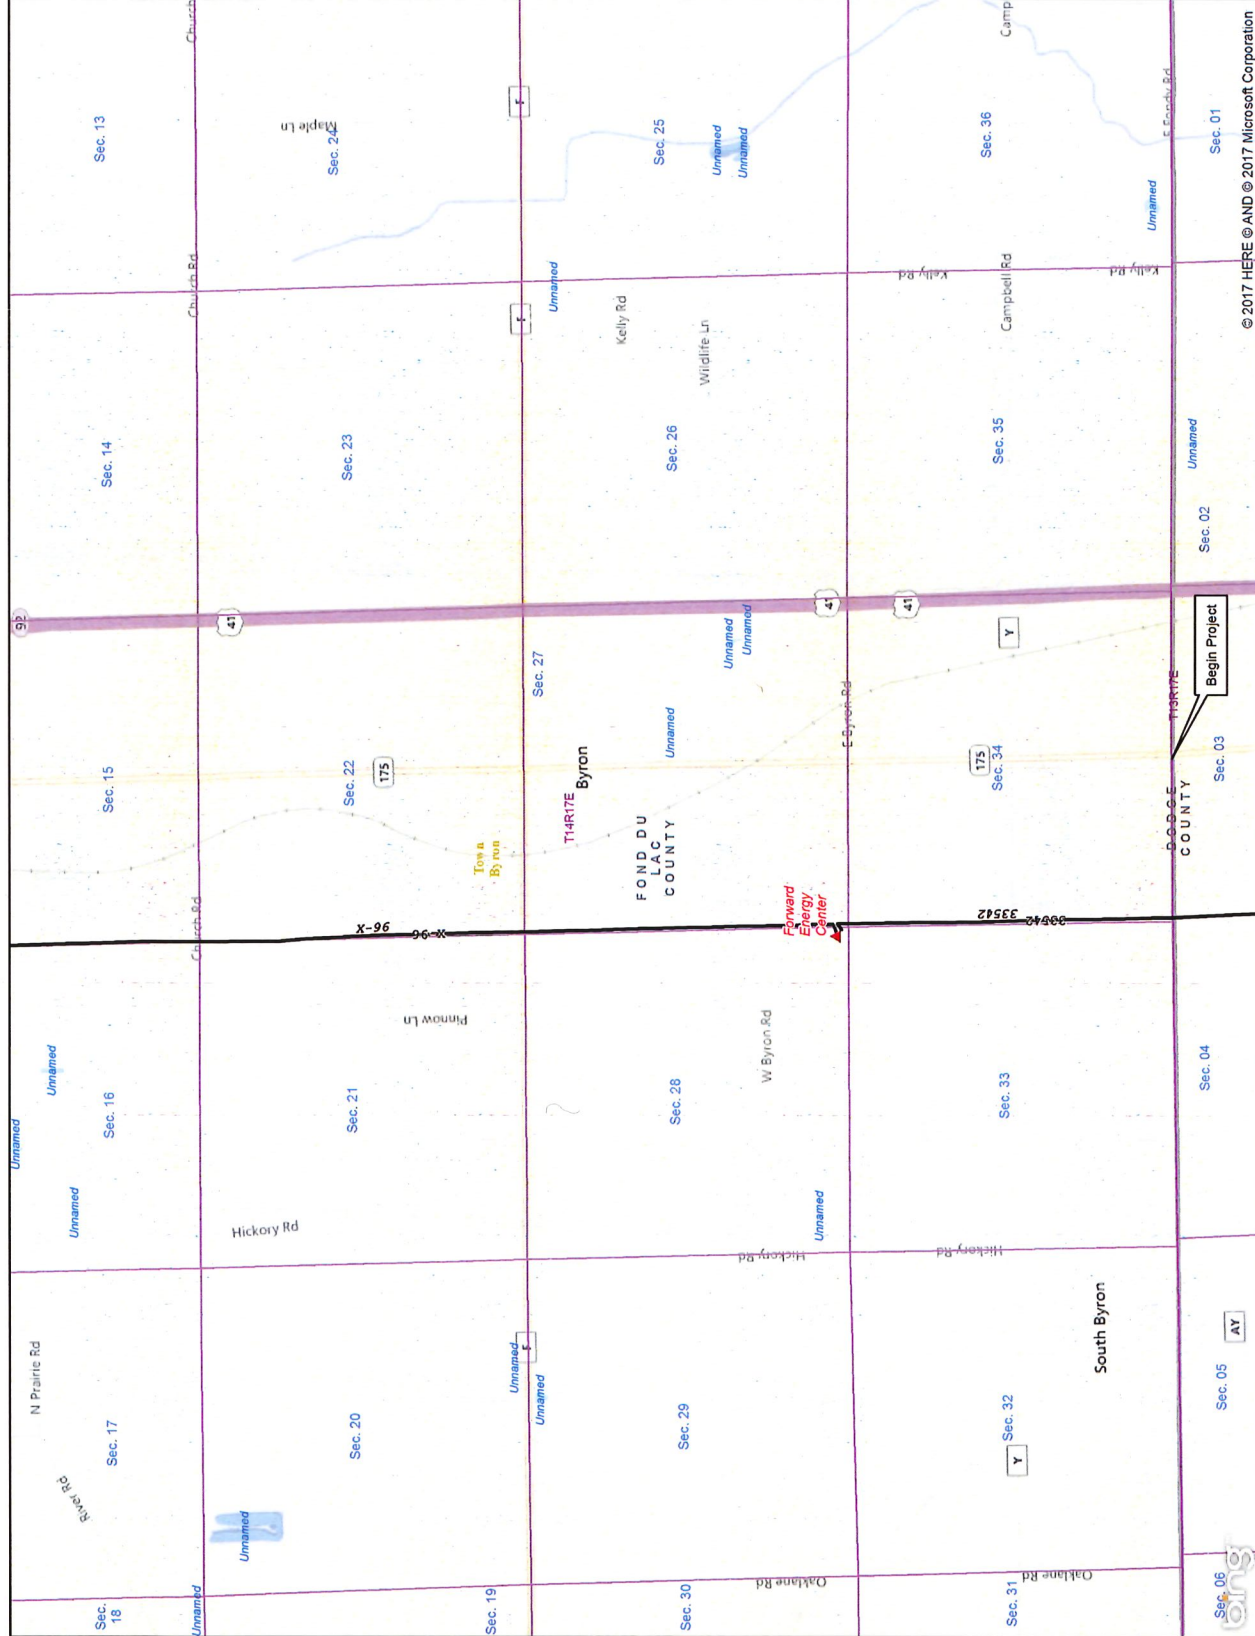 Sec. 13
Sec. 14
92
Sec. 15
Unnamed
Sec. 16
Unnamed
Unnamed
N Prairie Rd
Sec. 17
River Rd
Sec. 18
Church
Church Rd
Church Rd
Unnamed
Maple Ln
Sec. 24
Sec. 23
41
Sec. 22
175
X-96
X-96
Pinnow Ln
Sec. 21
Hickory Rd
Sec. 20
Unnamed
Sec. 19
Town
Byron
F
F
F
Unnamed
Unnamed
Unnamed
Sec. 27
T14R17E
Byron
Sec. 25
Unnamed
Unnamed
Kelly Rd
Wildlife Ln
Sec. 26
Unnamed
Unnamed
Unnamed
FOND DU
LAC
COUNTY
Forward
Energy
Center
Sec. 28
W Byron Rd
Unnamed
Hickory Rd
Sec. 29
Sec. 30
Oaklane Rd
41
E Byron Rd
41
Kelly Rd
Camp
Sec. 36
Campbell Rd
Sec. 35
Y
175
Sec. 34
33542
33542
Sec. 33
Hickory Rd
Sec. 32
Y
Sec. 31
Oaklane Rd
South Byron
Kelly Rd
Unnamed
E Fondy Rd
T13R17E
DODGE
COUNTY
Begin Project
Sec. 01
Unnamed
Sec. 02
Sec. 03
Sec. 04
Sec. 05
AY
Sec. 06
bing
© 2017 HERE © AND © 2017 Microsoft Corporation